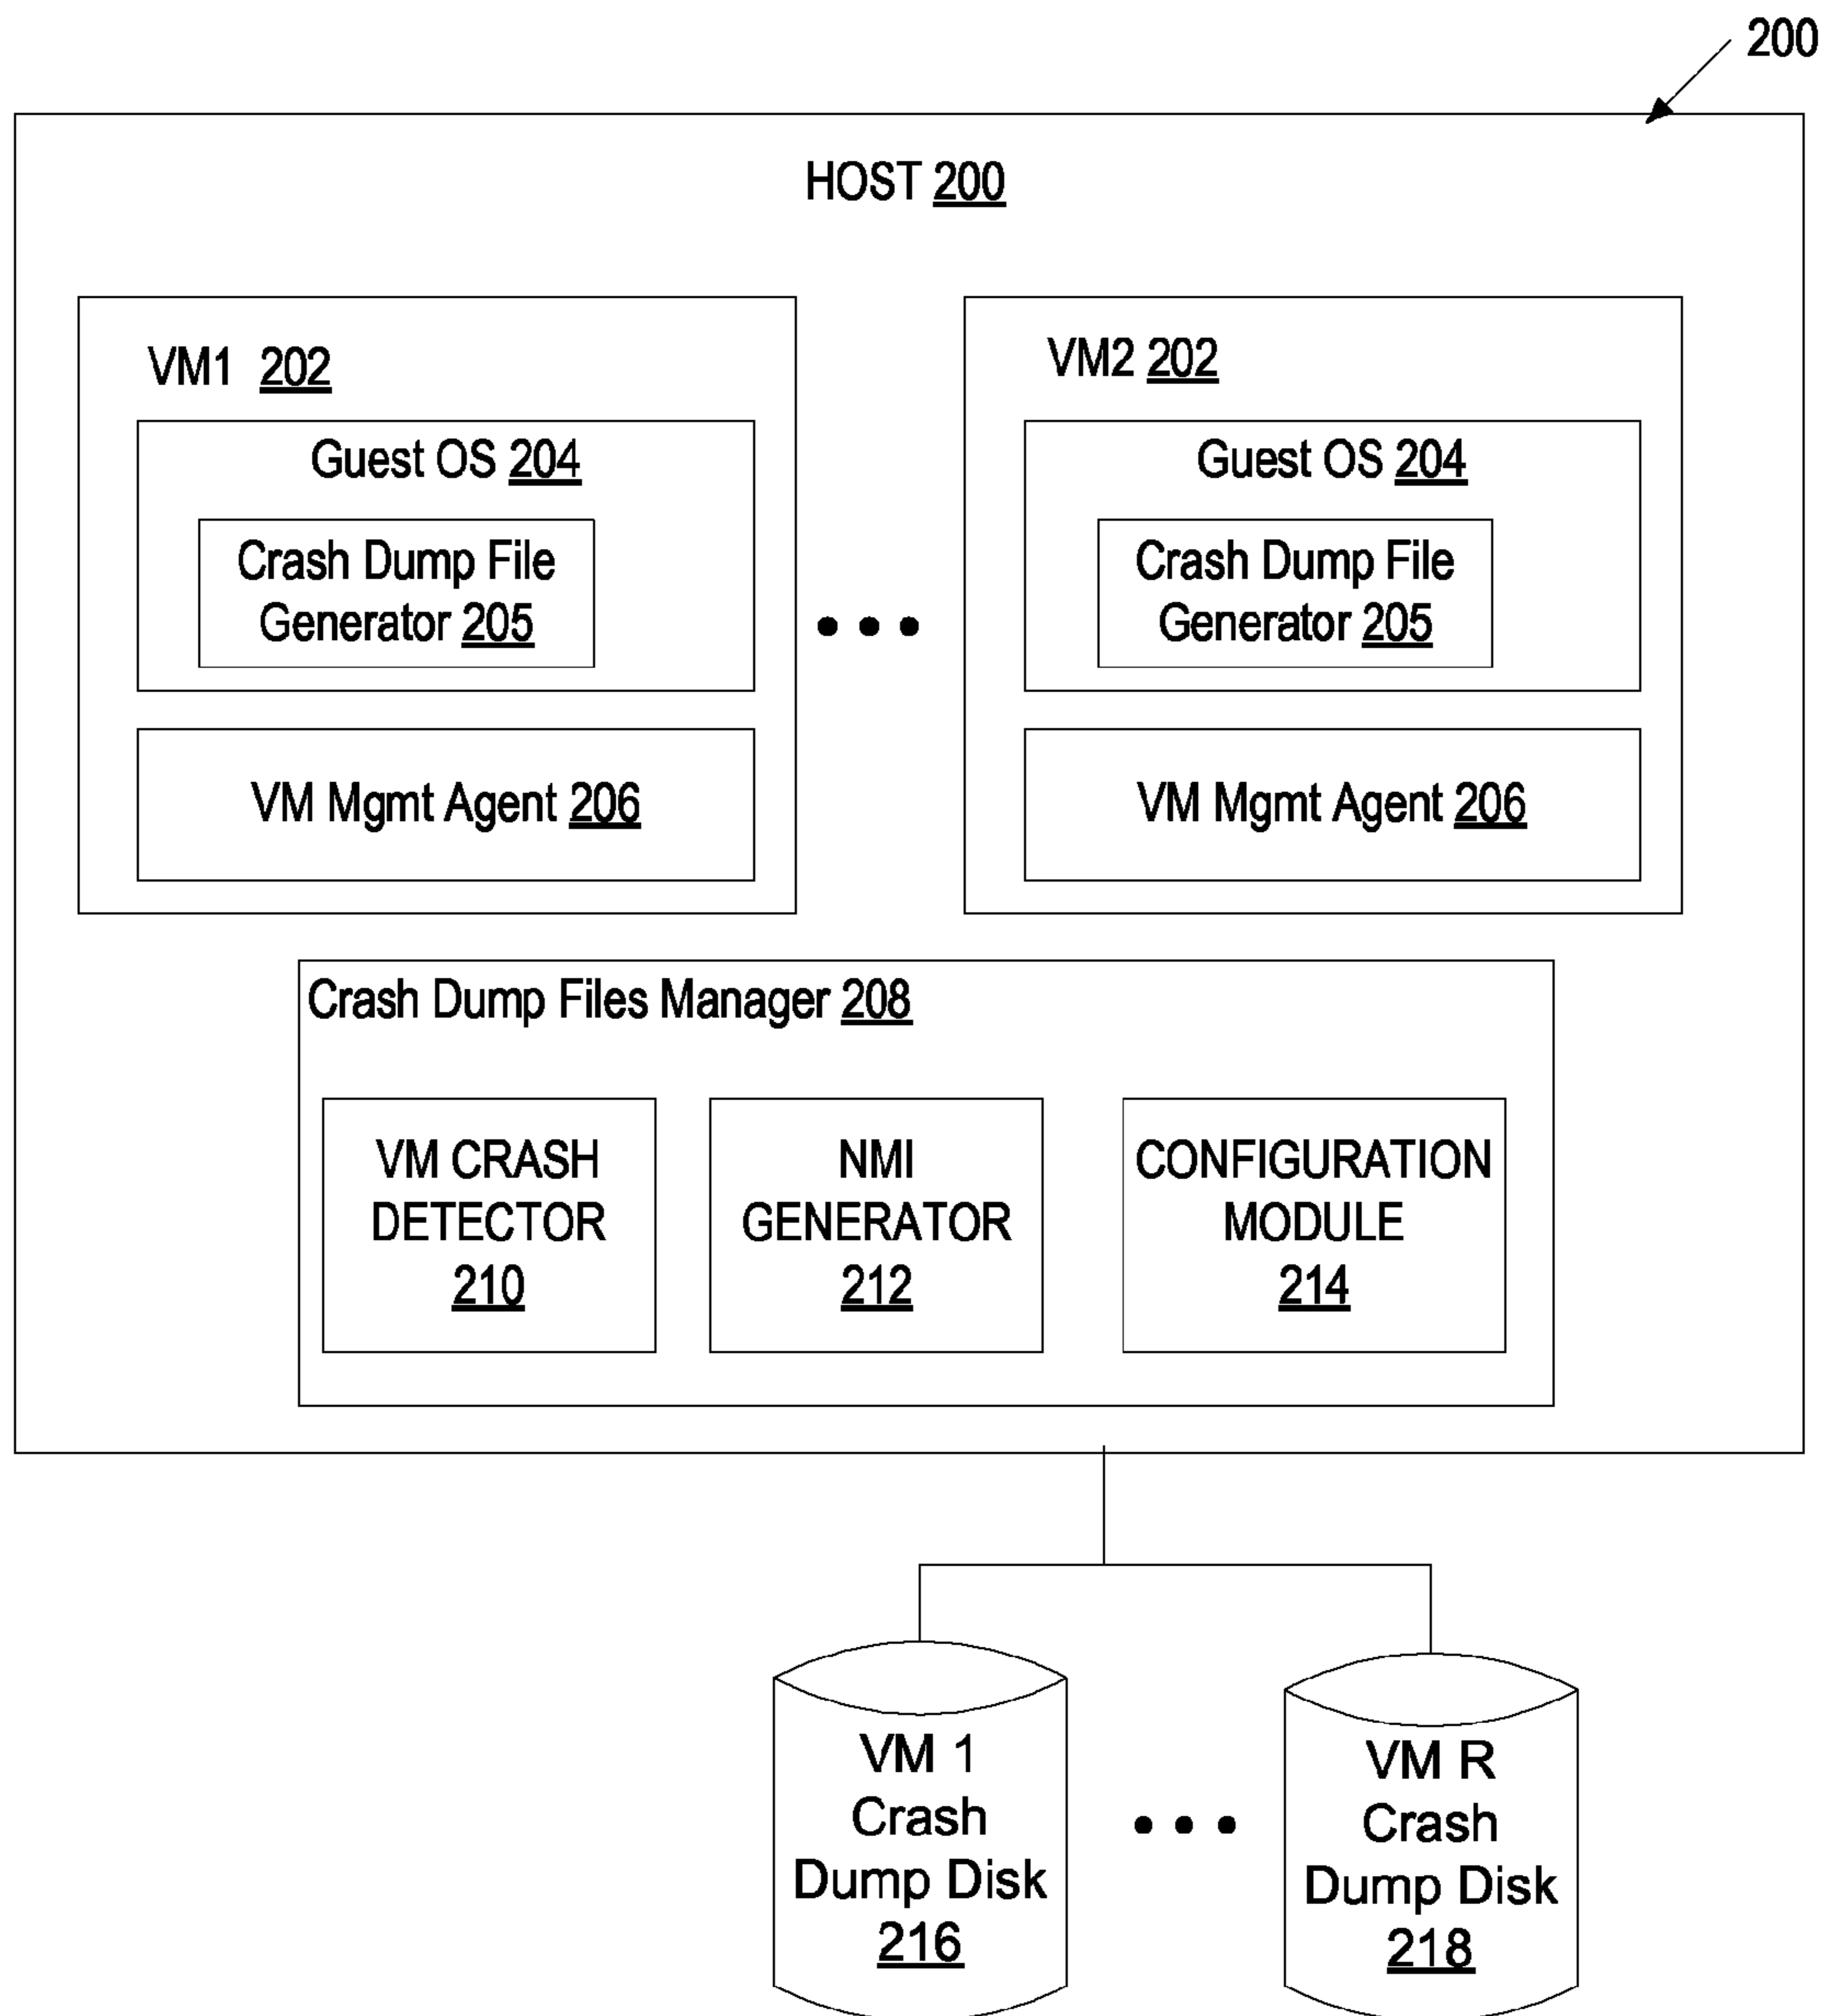 200
HOST 200
VM1 202
Guest OS 204
Crash Dump File
Generator 205
VM Mgmt Agent 206
VM2 202
Guest OS 204
Crash Dump File
Generator 205
VM Mgmt Agent 206
Crash Dump Files Manager 208
VM CRASH
DETECTOR
210
NMI
GENERATOR
212
CONFIGURATION
MODULE
214
VM 1
Crash
Dump Disk
216
VM R
Crash
Dump Disk
218